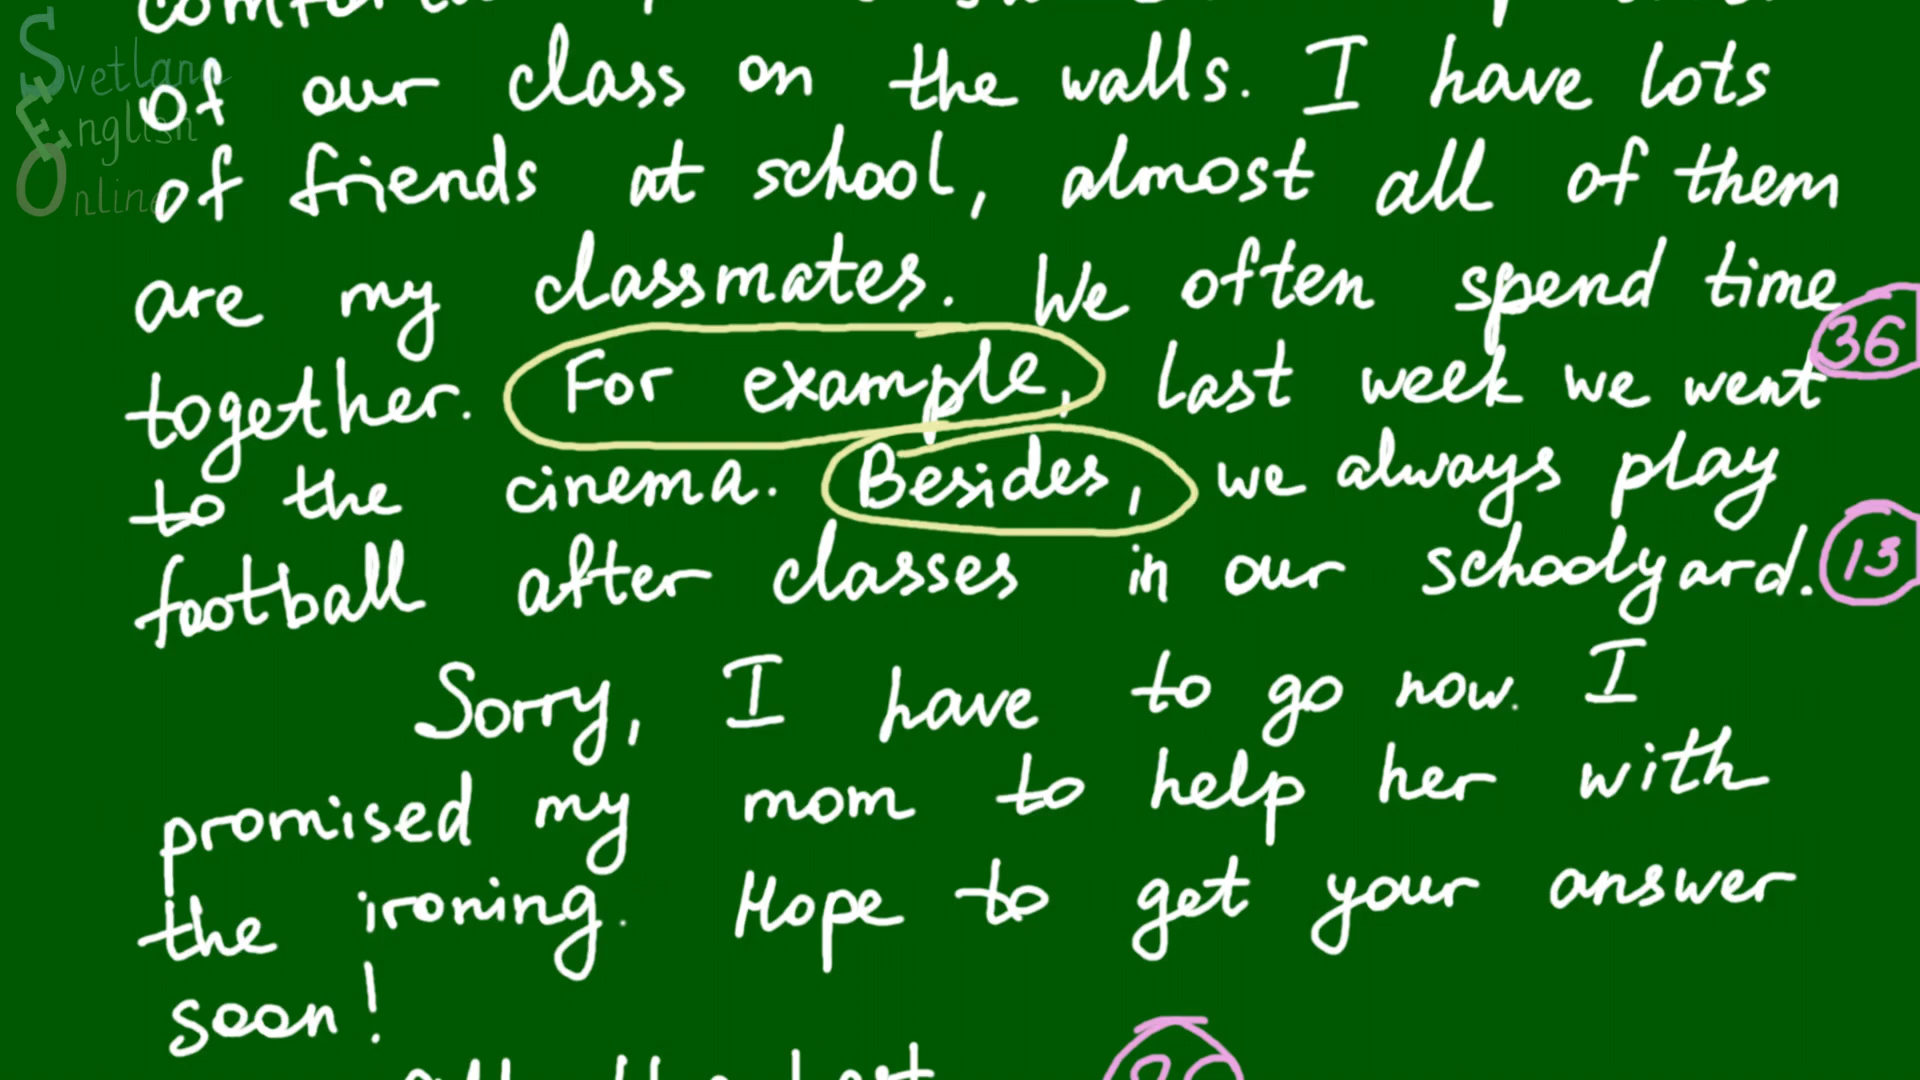 of our class on the walls. I have lots
of friends at school, almost all of them
are my classmates. We often spend time
together. For example, last week we went
36
to the cinema. Besides, we always play
football after classes in our schoolyard.
13
Sorry, I have to go now. I
promised my mom to help her with
the ironing. Hope to get your answer
soon!
Svetlana
English
Online